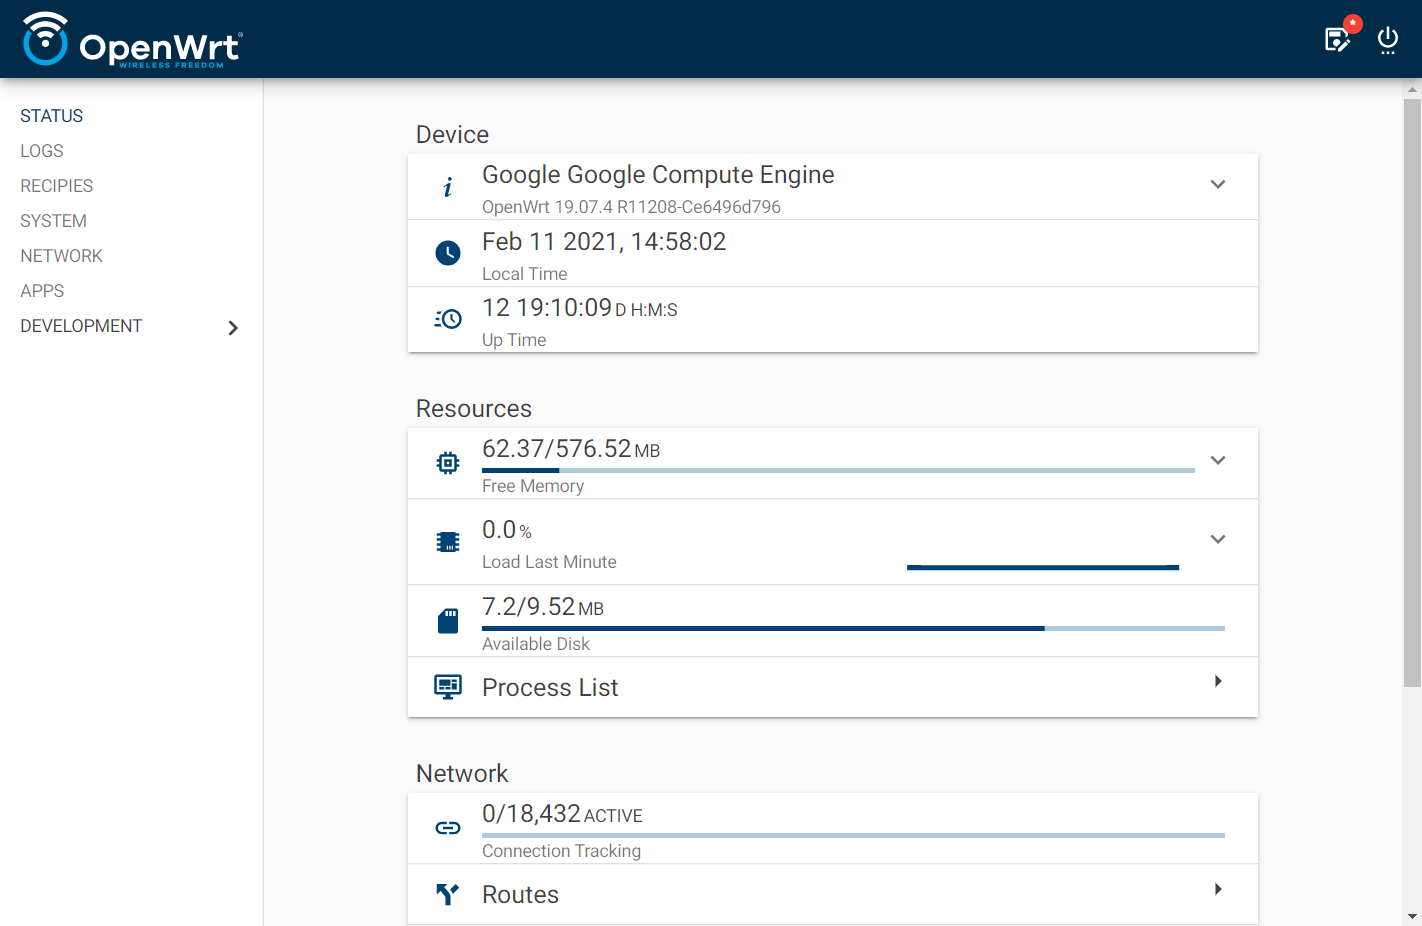 OpenWrt
WIRELESS FREEDOM
STATUS
LOGS
RECIPIES
SYSTEM
NETWORK
APPS
DEVELOPMENT
Device
Google Google Compute Engine
OpenWrt 19.07.4 R11208-Ce6496d796
Feb 11 2021, 14:58:02
Local Time
12 19:10:09 D H:M:S
Up Time
Resources
62.37/576.52 MB
Free Memory
0.0 %
Load Last Minute
7.2/9.52 MB
Available Disk
Process List
Network
0/18,432 ACTIVE
Connection Tracking
Routes